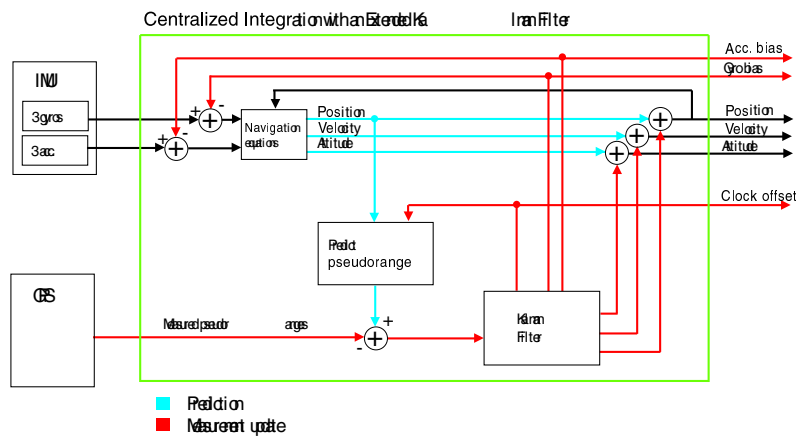 Centralized Integration with an Extended Kalman Filter
Acc. bias
Gyro bias
IMU
3 gyros
3 acc.
+
-
+
-
+
+
Navigation
equations
Position
Velocity
Attitude
+
+
+
+
Position
Velocity
Attitude
Clock offset
Predict
pseudorange
GPS
Measured pseudoranges
+
-
+
Kalman
Filter
Prediction
Measurement update